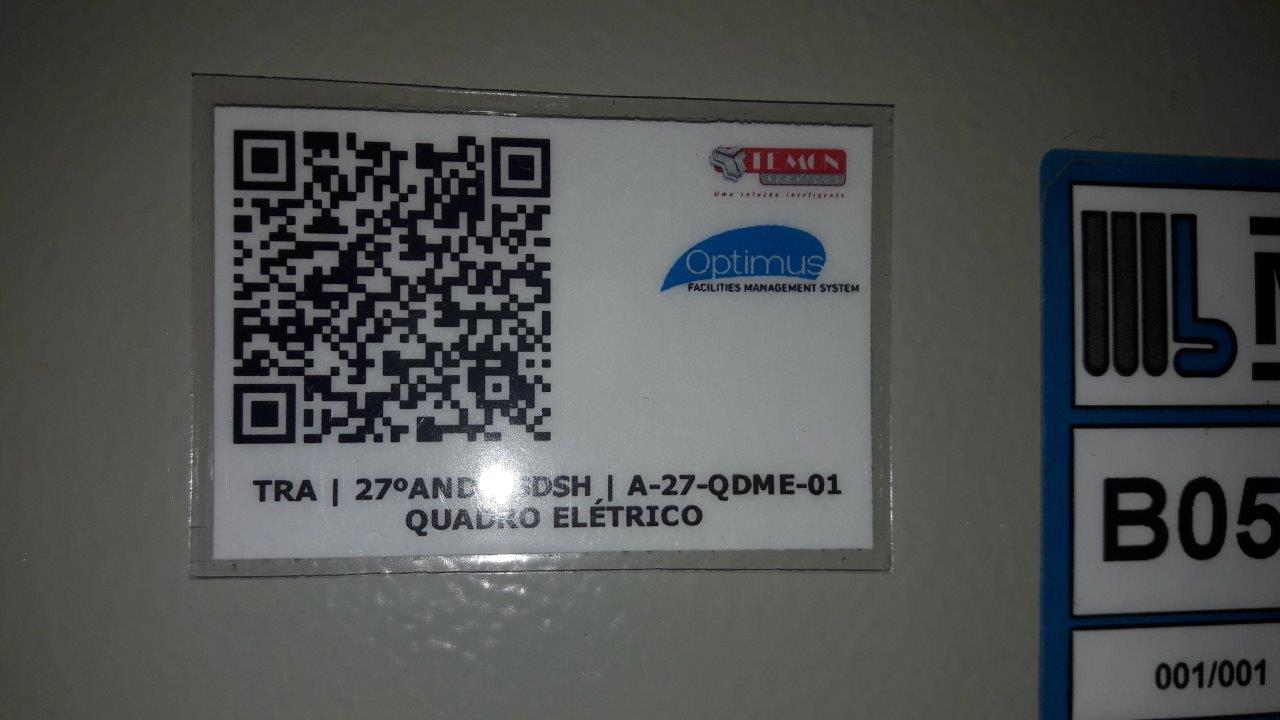 TEMON
Uma solução inteligente
Optimus
FACILITIES MANAGEMENT SYSTEM
TRA | 27ºAND SDSH | A-27-QDME-01
QUADRO ELÉTRICO
B05
001/001